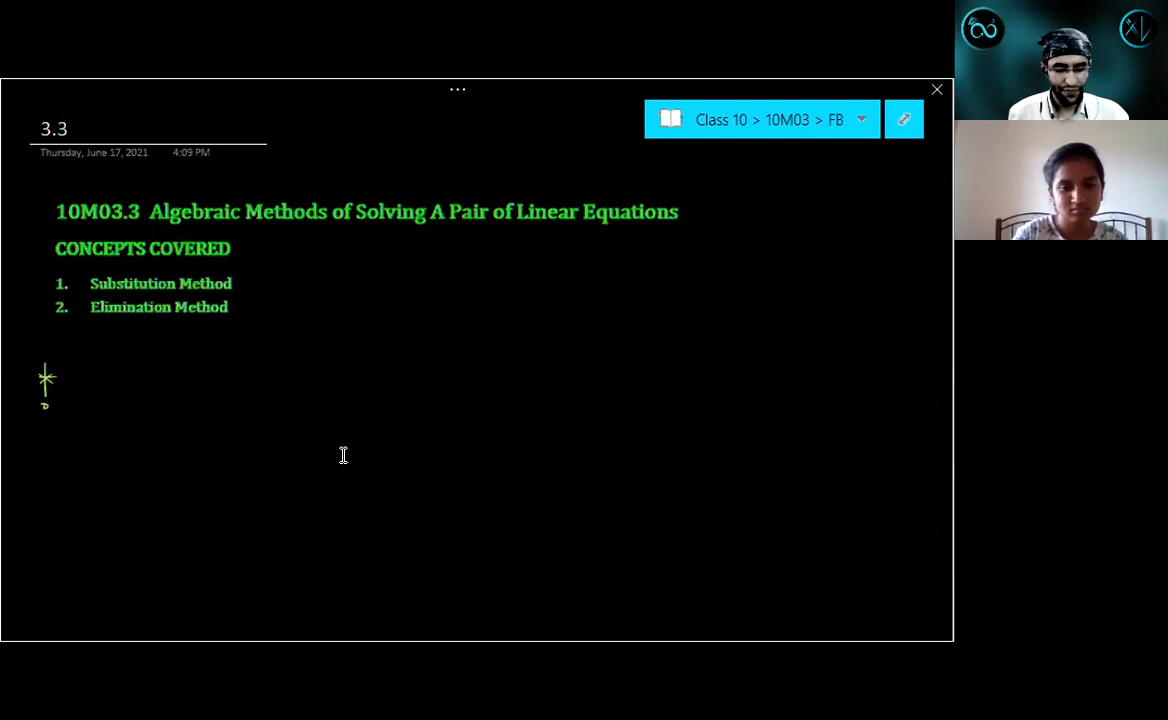 3.3
Class 10 > 10M03 > FB
Thursday, June 17, 2021 4:09 PM
10M03.3 Algebraic Methods of Solving A Pair of Linear Equations
CONCEPTS COVERED
1. Substitution Method
2. Elimination Method